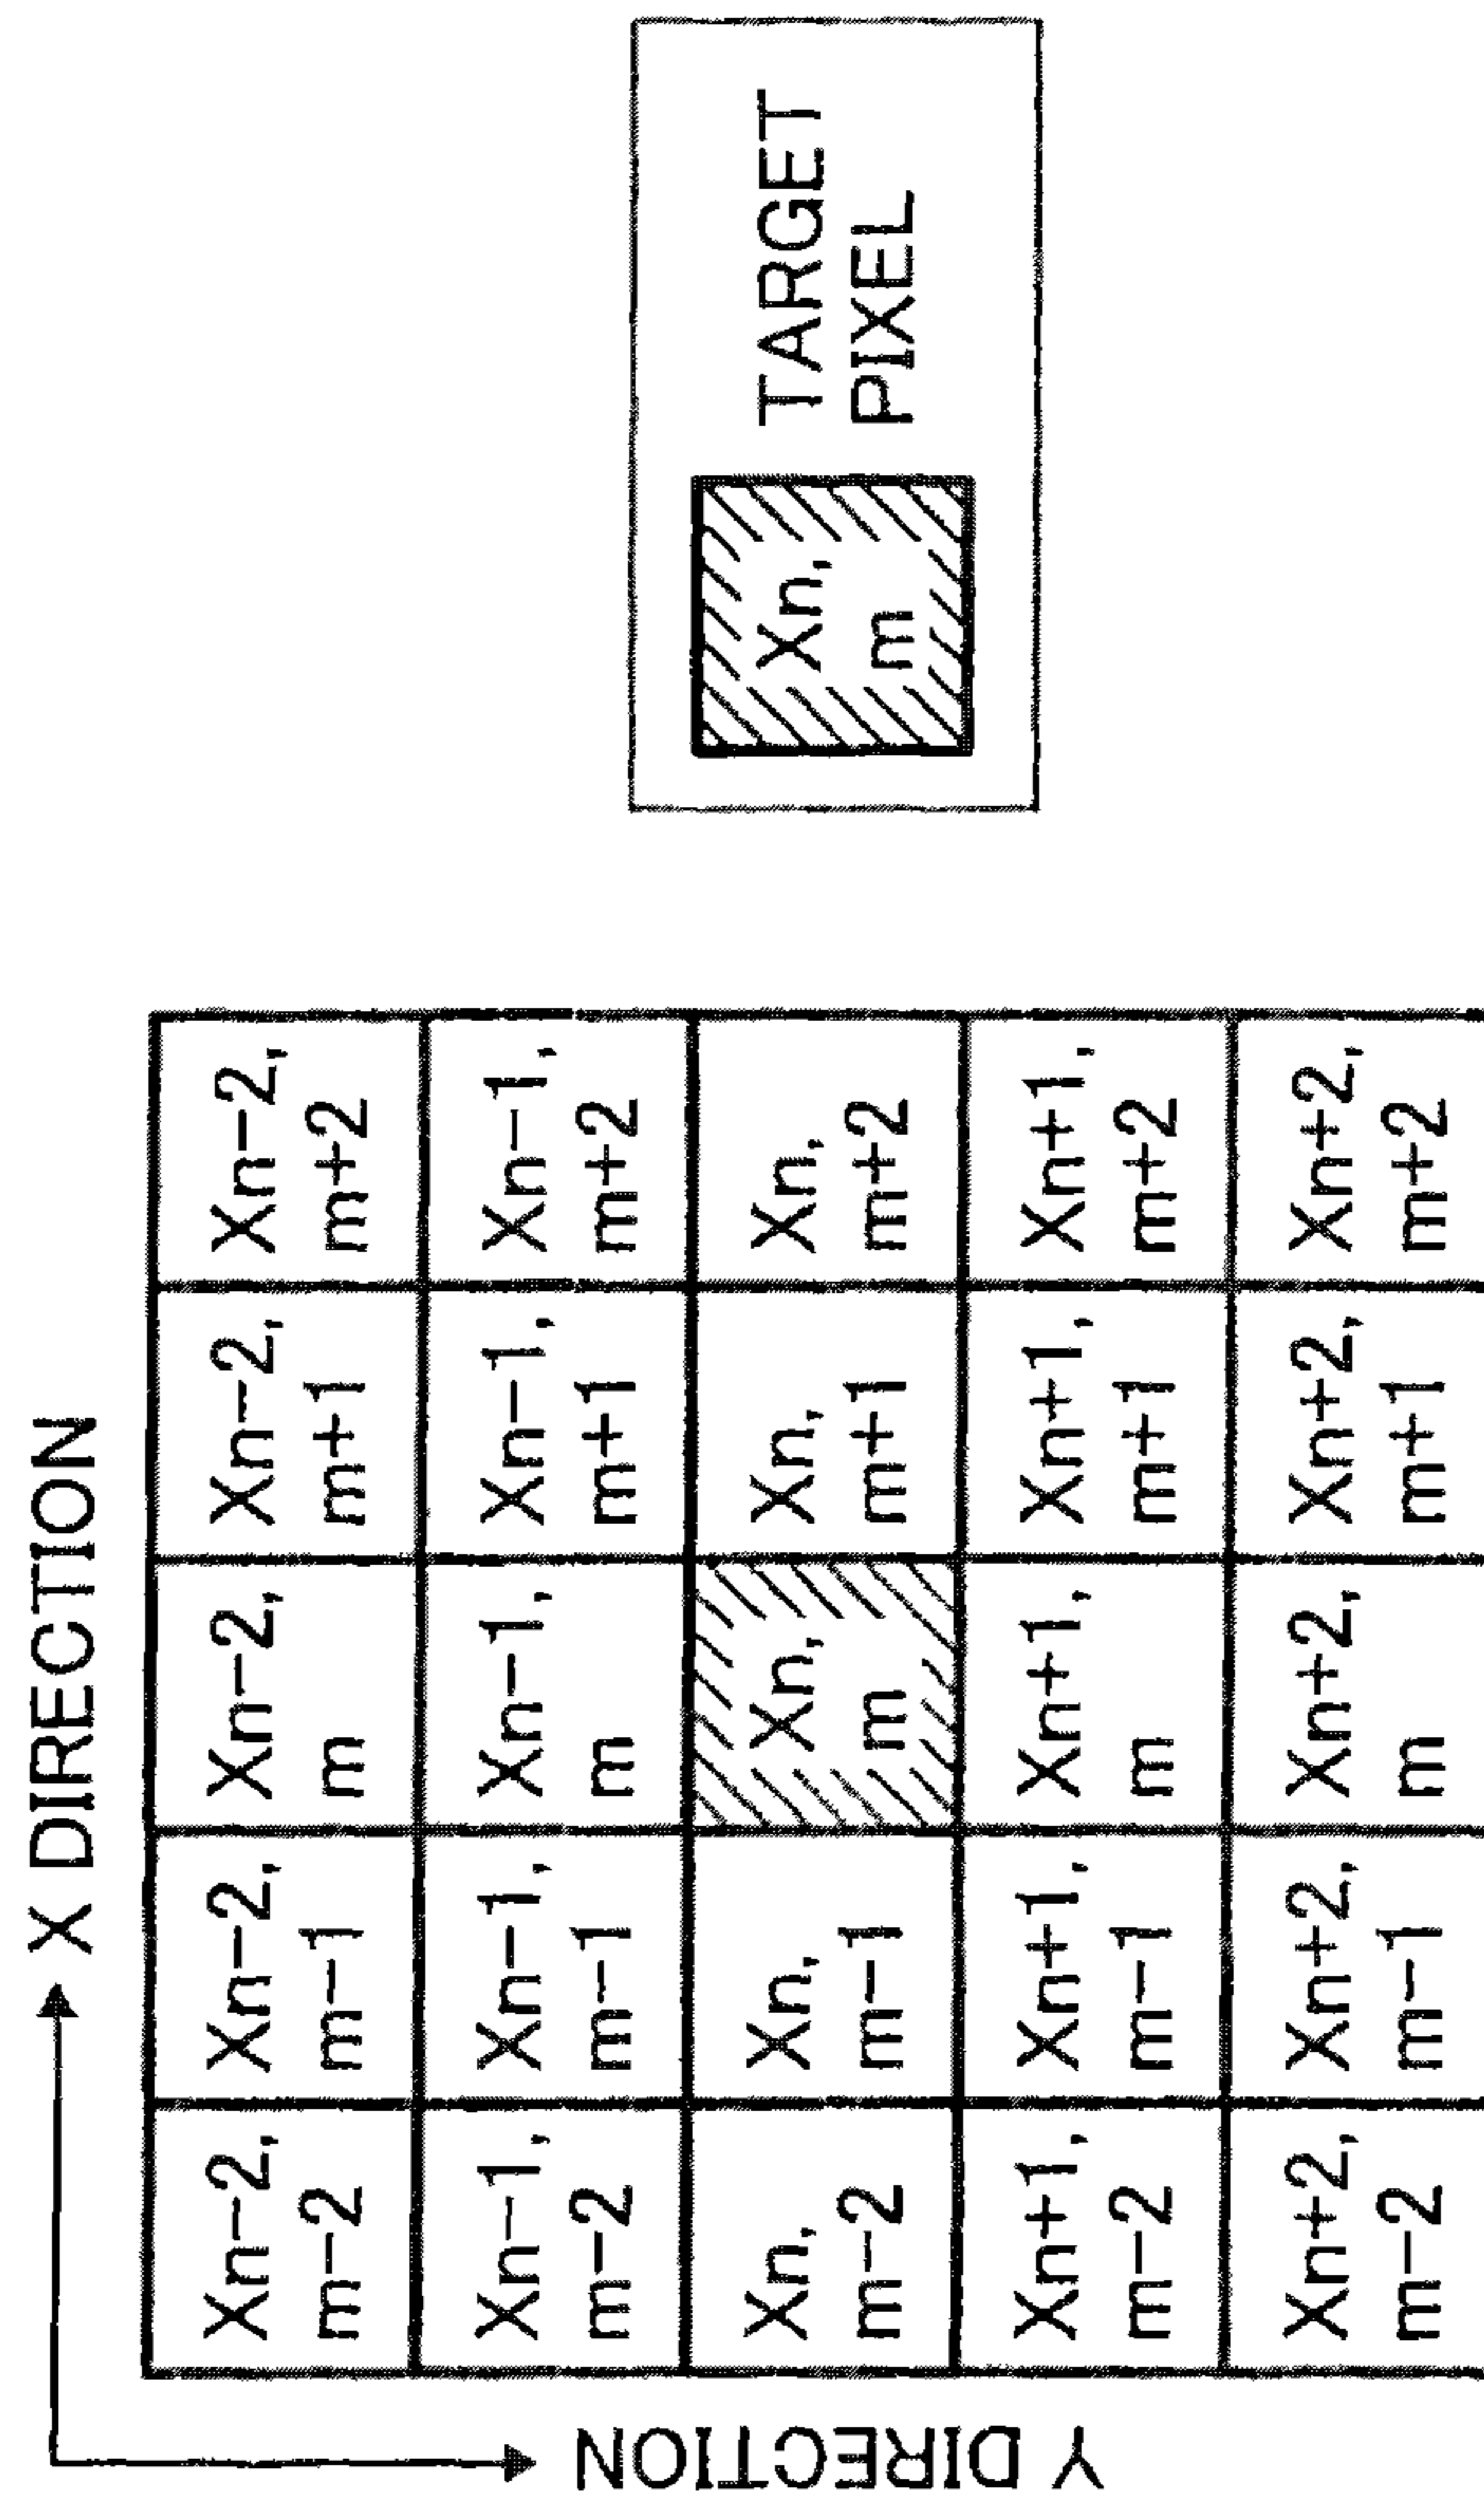 X DIRECTION
Y DIRECTION
Xn−2,
m−2
Xn−2,
m−1
Xn−2,
m
Xn−2,
m+1
Xn−2,
m+2
Xn−1,
m−2
Xn−1,
m−1
Xn−1,
m
Xn−1,
m+1
Xn−1,
m+2
Xn,
m−2
Xn,
m−1
Xn,
m
Xn,
m+1
Xn,
m+2
Xn+1,
m−2
Xn+1,
m−1
Xn+1,
m
Xn+1,
m+1
Xn+1,
m+2
Xn+2,
m−2
Xn+2,
m−1
Xn+2,
m
Xn+2,
m+1
Xn+2,
m+2
Xn,
m
TARGET
PIXEL